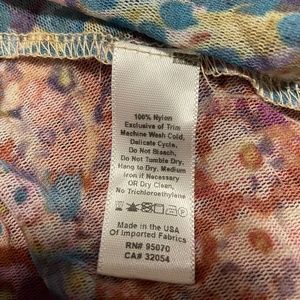 100% Nylon
Exclusive of Trim
Machine Wash Cold,
Delicate Cycle,
Do Not Bleach,
Do Not Tumble Dry,
Hang to Dry, Medium
Iron if Necessary
OR Dry Clean,
No Trichloroethylene
Made in the USA
Of Imported Fabrics
RN# 95070
CA# 32054